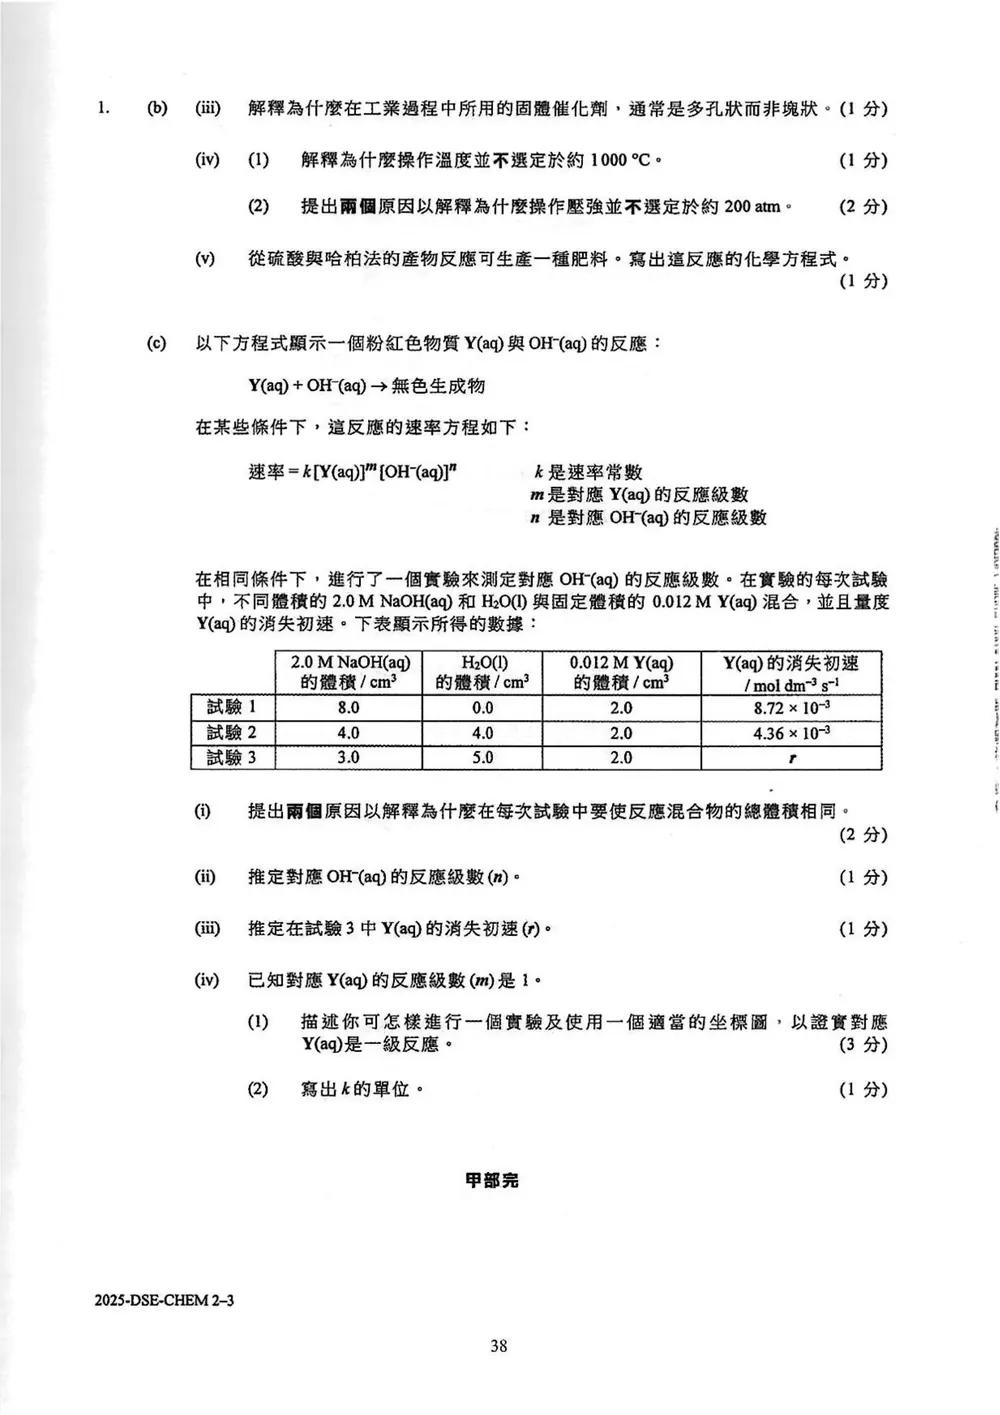 1. (b) (iii) 解釋為什麼在工業過程中所用的固體催化劑，通常是多孔狀而非塊狀。(1 分)
(iv) (1) 解釋為什麼操作溫度並不選定於約 1000 °C。 (1 分)
(2) 提出兩個原因以解釋為什麼操作壓強並不選定於約 200 atm。 (2 分)
(v) 從硫酸與哈柏法的產物反應可生產一種肥料。寫出這反應的化學方程式。
(1 分)
(c) 以下方程式顯示一個粉紅色物質 Y(aq) 與 OH⁻(aq) 的反應：
Y(aq) + OH⁻(aq) → 無色生成物
在某些條件下，這反應的速率方程如下：
速率 = k [Y(aq)]ᵐ [OH⁻(aq)]ⁿ k 是速率常數
m 是對應 Y(aq) 的反應級數
n 是對應 OH⁻(aq) 的反應級數
在相同條件下，進行了一個實驗來測定對應 OH⁻(aq) 的反應級數。在實驗的每次試驗
中，不同體積的 2.0 M NaOH(aq) 和 H₂O(l) 與固定體積的 0.012 M Y(aq) 混合，並且量度
Y(aq) 的消失初速。下表顯示所得的數據：
2.0 M NaOH(aq) H₂O(l) 0.012 M Y(aq) Y(aq) 的消失初速
的體積 / cm³ 的體積 / cm³ 的體積 / cm³ / mol dm⁻³ s⁻¹
試驗 1 8.0 0.0 2.0 8.72 × 10⁻³
試驗 2 4.0 4.0 2.0 4.36 × 10⁻³
試驗 3 3.0 5.0 2.0 r
(i) 提出兩個原因以解釋為什麼在每次試驗中要使反應混合物的總體積相同。
(2 分)
(ii) 推定對應 OH⁻(aq) 的反應級數 (n)。 (1 分)
(iii) 推定在試驗 3 中 Y(aq) 的消失初速 (r)。 (1 分)
(iv) 已知對應 Y(aq) 的反應級數 (m) 是 1。
(1) 描述你可怎樣進行一個實驗及使用一個適當的坐標圖，以證實對應
Y(aq)是一級反應。 (3 分)
(2) 寫出 k 的單位。 (1 分)
甲部完
2025-DSE-CHEM 2–3
38